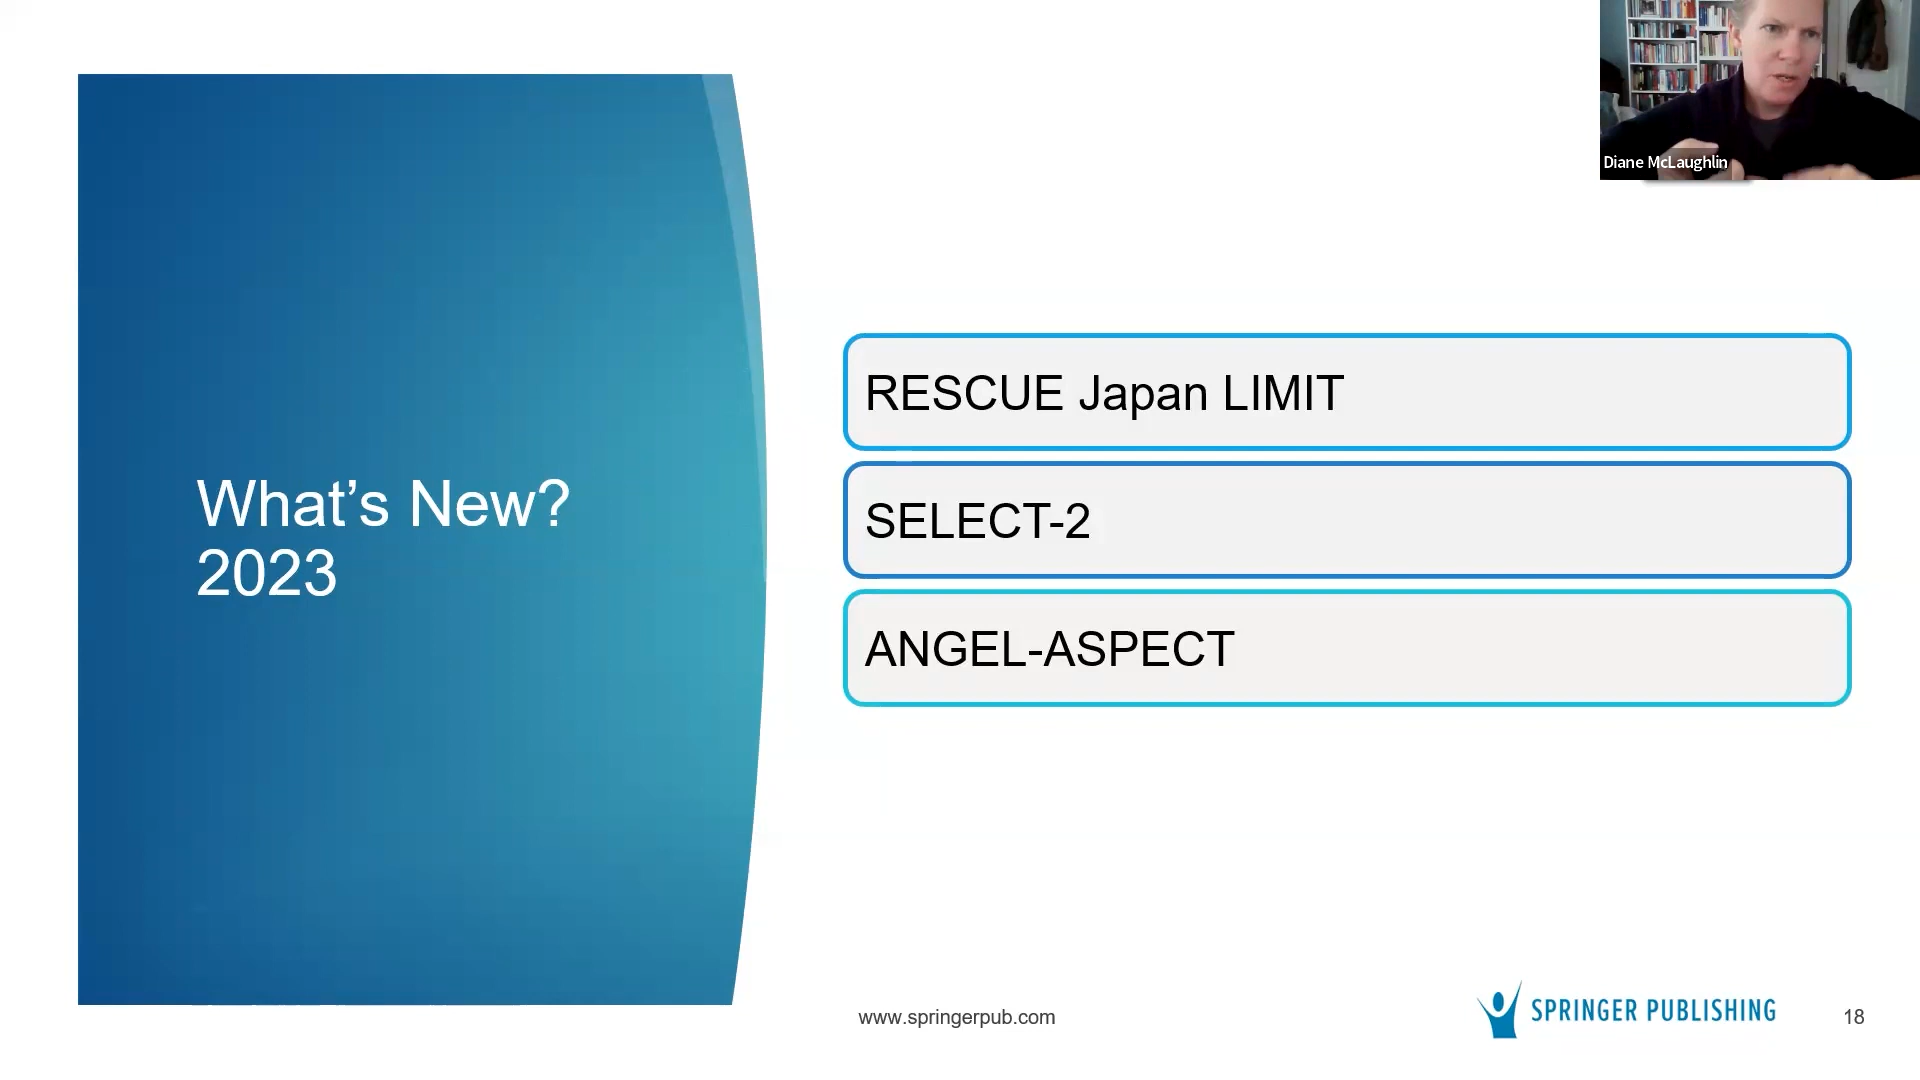 Diane McLaughlin
What’s New?
2023
RESCUE Japan LIMIT
SELECT-2
ANGEL-ASPECT
www.springerpub.com
SPRINGER PUBLISHING
18